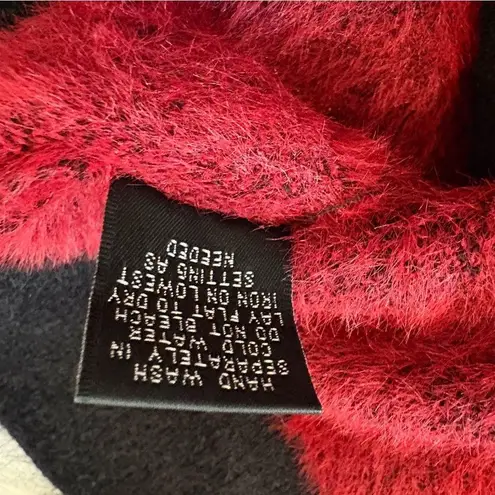 HAND WASH
SEPARATELY IN
COLD WATER
DO NOT BLEACH
LAY FLAT TO DRY
IRON ON LOWEST
SETTING AS
NEEDED